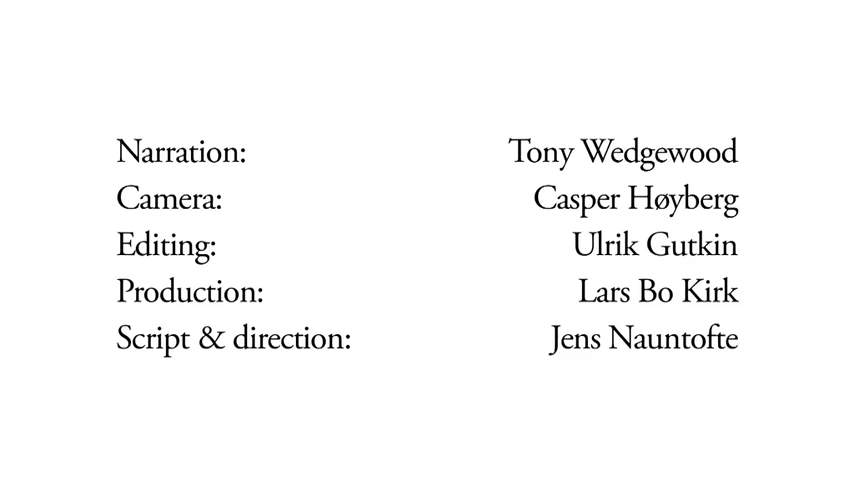 Narration: Tony Wedgewood
Camera: Casper Høyberg
Editing: Ulrik Gutkin
Production: Lars Bo Kirk
Script & direction: Jens Nauntofte